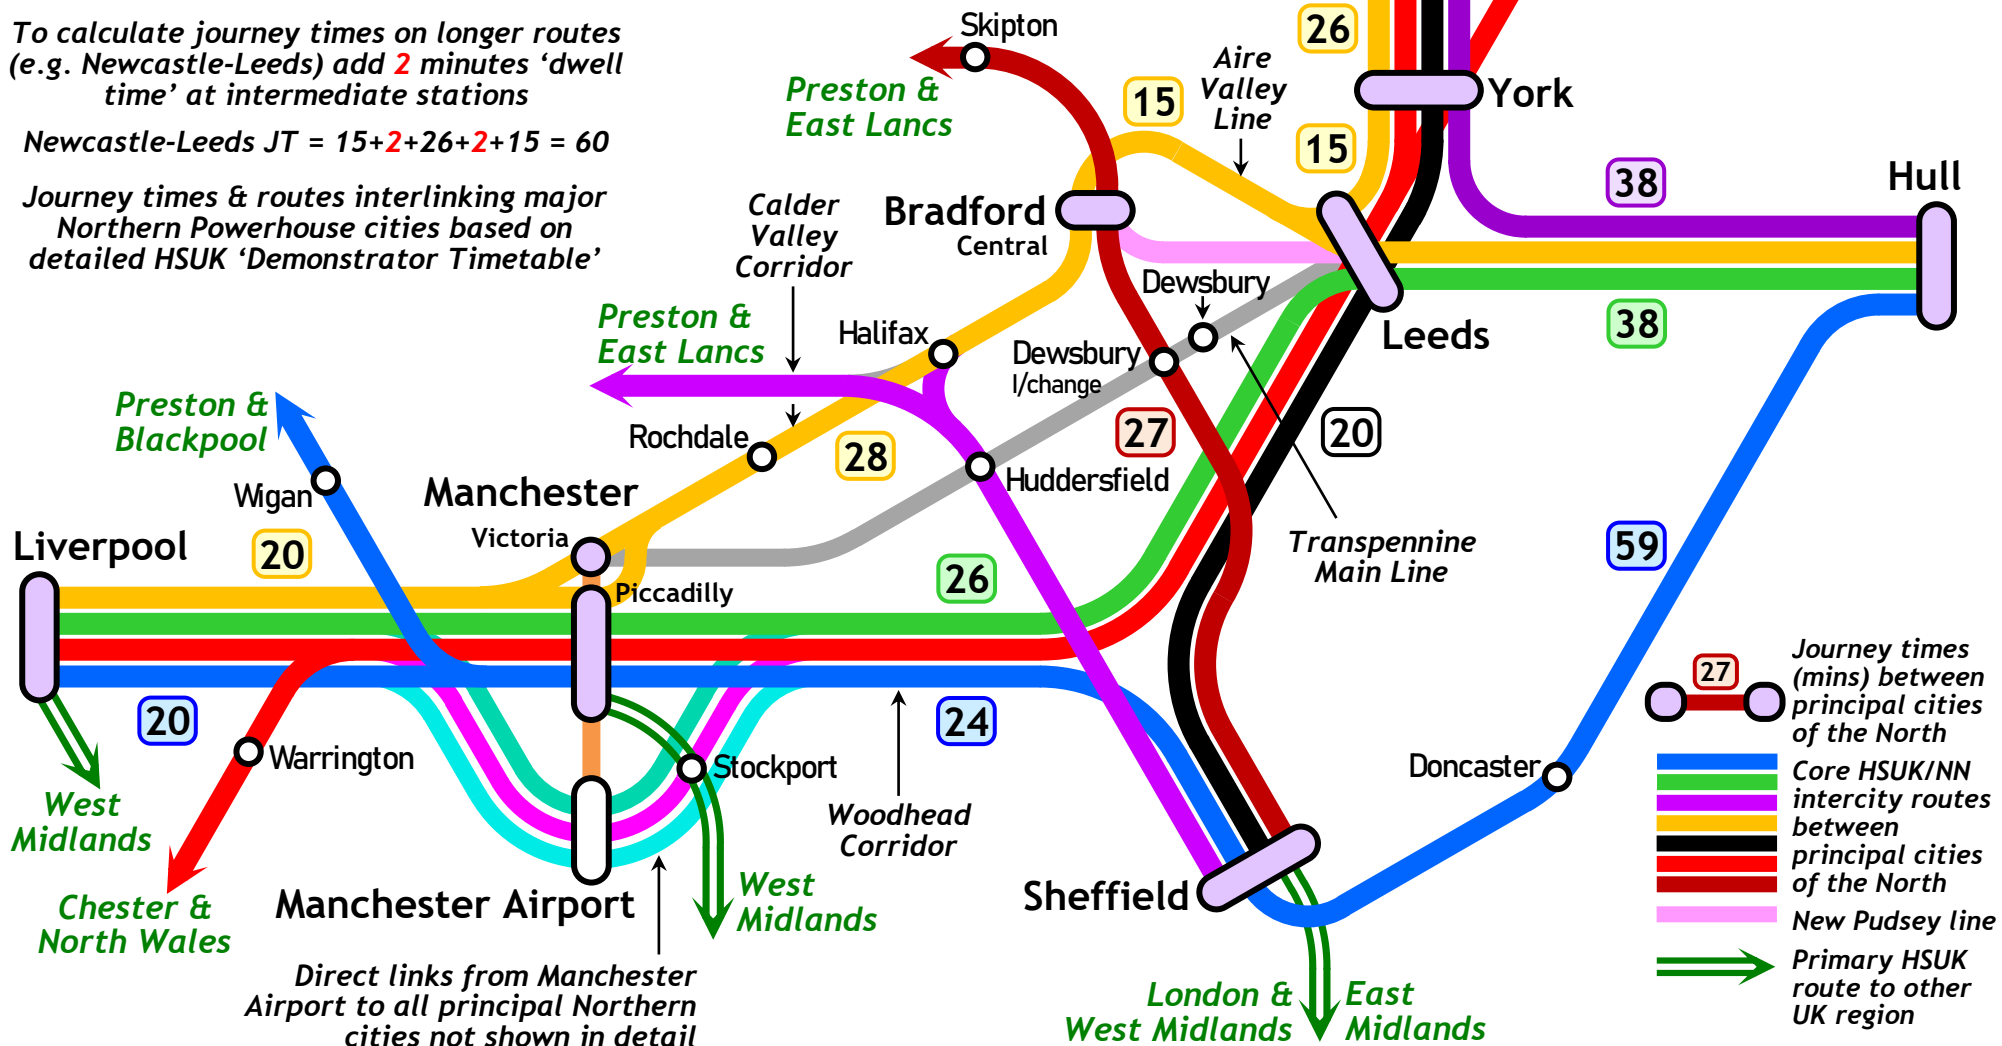 To calculate journey times on longer routes
(e.g. Newcastle-Leeds) add 2 minutes ‘dwell
time’ at intermediate stations
Newcastle-Leeds JT = 15+2+26+2+15 = 60
Journey times & routes interlinking major
Northern Powerhouse cities based on
detailed HSUK ‘Demonstrator Timetable’
Skipton
Preston &
East Lancs
Aire
Valley
Line
26
15
15
York
38
Hull
Calder
Valley
Corridor
Bradford
Central
Dewsbury
38
Leeds
Preston &
East Lancs
Halifax
Dewsbury
I/change
Preston &
Blackpool
Rochdale
28
27
20
Wigan
Manchester
Victoria
Huddersfield
Transpennine
Main Line
59
Liverpool
20
26
Piccadilly
20
24
Warrington
Stockport
Doncaster
West
Midlands
Woodhead
Corridor
Chester &
North Wales
Manchester Airport
West
Midlands
Sheffield
Direct links from Manchester
Airport to all principal Northern
cities not shown in detail
London &
West Midlands
East
Midlands
27
Journey times
(mins) between
principal cities
of the North
Core HSUK/NN
intercity routes
between
principal cities
of the North
New Pudsey line
Primary HSUK
route to other
UK region